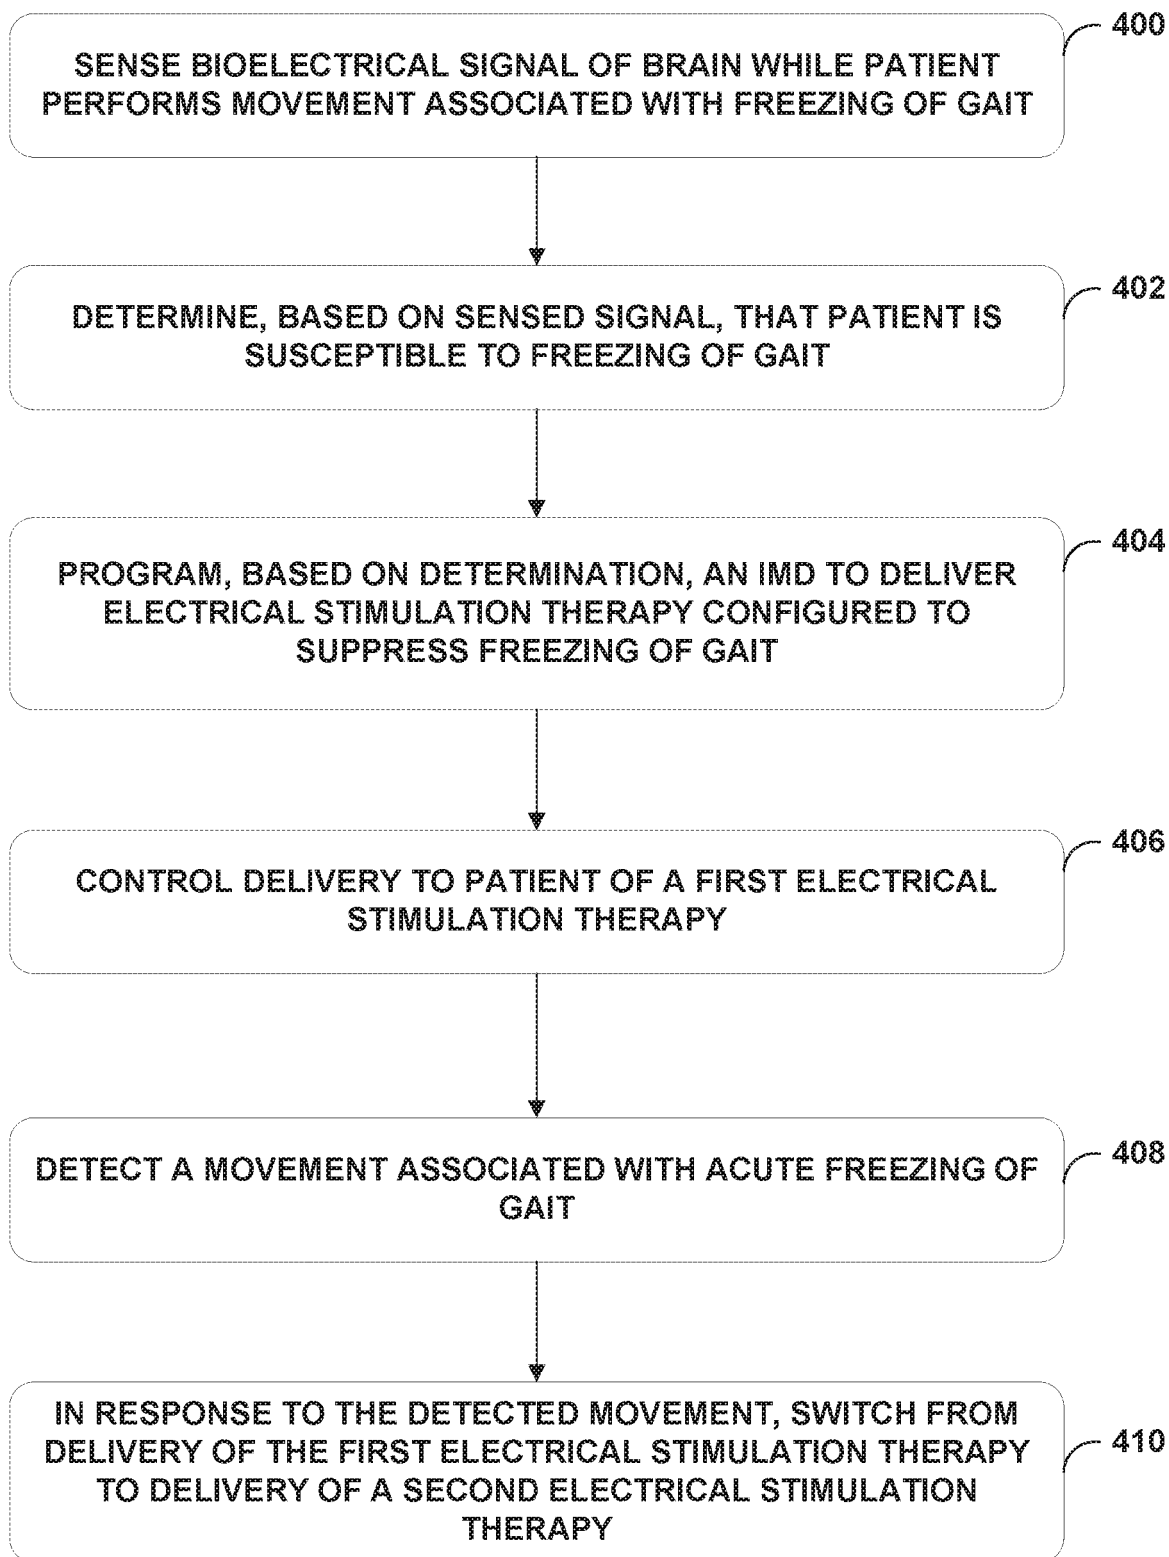 400
SENSE BIOELECTRICAL SIGNAL OF BRAIN WHILE PATIENT
PERFORMS MOVEMENT ASSOCIATED WITH FREEZING OF GAIT
402
DETERMINE, BASED ON SENSED SIGNAL, THAT PATIENT IS
SUSCEPTIBLE TO FREEZING OF GAIT
404
PROGRAM, BASED ON DETERMINATION, AN IMD TO DELIVER
ELECTRICAL STIMULATION THERAPY CONFIGURED TO
SUPPRESS FREEZING OF GAIT
406
CONTROL DELIVERY TO PATIENT OF A FIRST ELECTRICAL
STIMULATION THERAPY
408
DETECT A MOVEMENT ASSOCIATED WITH ACUTE FREEZING OF
GAIT
410
IN RESPONSE TO THE DETECTED MOVEMENT, SWITCH FROM
DELIVERY OF THE FIRST ELECTRICAL STIMULATION THERAPY
TO DELIVERY OF A SECOND ELECTRICAL STIMULATION
THERAPY